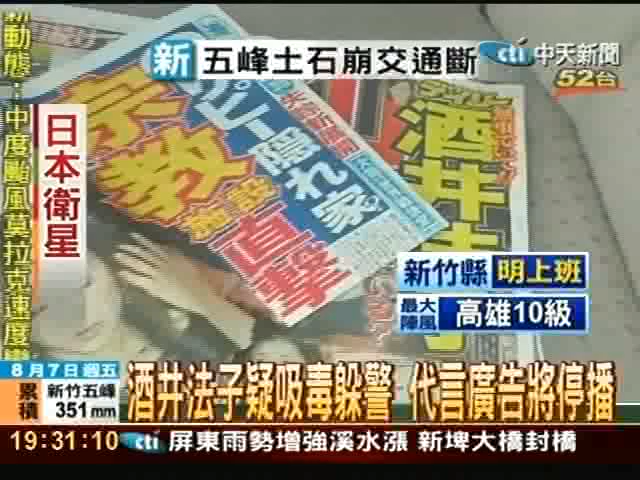 新 五峰土石崩交通斷
cti 中天新聞
52台
新動態：中度颱風莫拉克速度
日本衛星
宗教
施設
直撃
ッピー隠れ家
酒井
新竹縣 明上班
最大陣風 高雄10級
8月7日週五
累積 新竹五峰 351mm
酒井法子疑吸毒躲警 代言廣告將停播
19:31:10 cti 屏東雨勢增強溪水漲 新埤大橋封橋